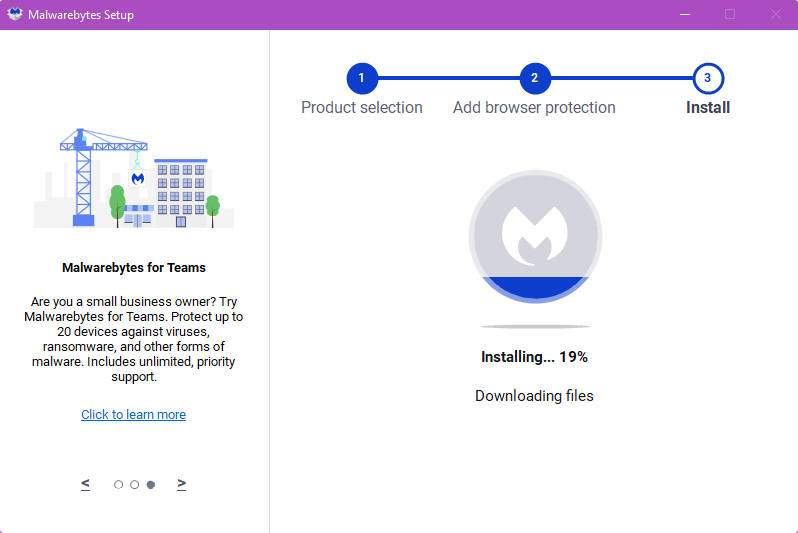 Malwarebytes Setup
1
2
3
Product selection
Add browser protection
Install
Malwarebytes for Teams
Are you a small business owner? Try
Malwarebytes for Teams. Protect up to
20 devices against viruses,
ransomware, and other forms of
malware. Includes unlimited, priority
support.
Click to learn more
<
>
Installing... 19%
Downloading files